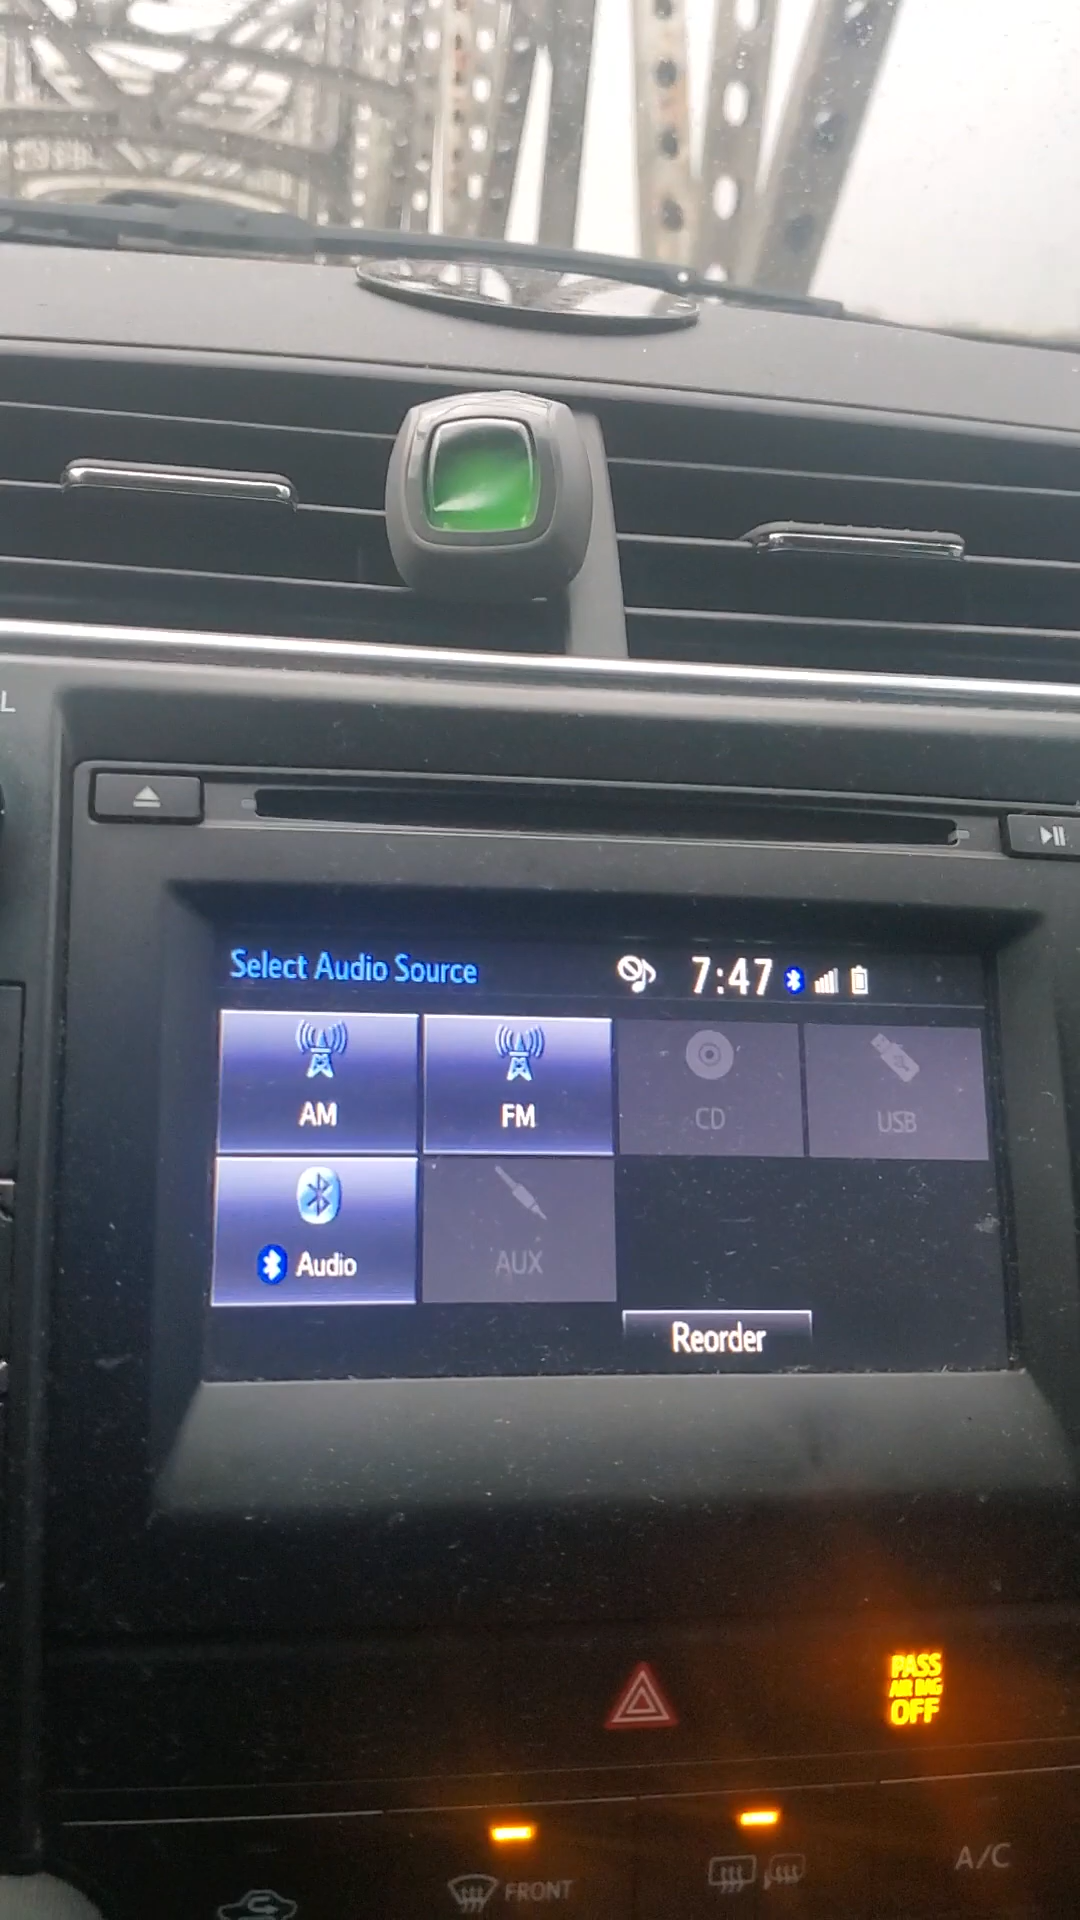 L
Select Audio Source
7:47
AM
FM
CD
USB
Audio
AUX
Reorder
PASS
AIR BAG
OFF
FRONT
A/C